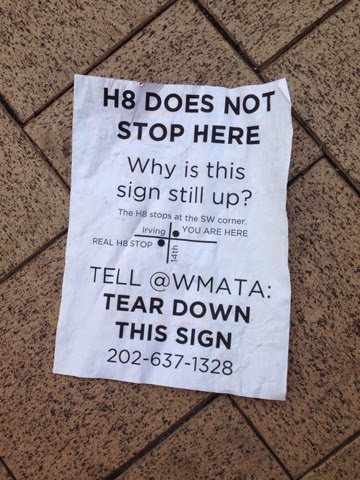 H8 DOES NOT
STOP HERE
Why is this
sign still up?
The H8 stops at the SW corner.
Irving YOU ARE HERE
REAL H8 STOP
14th
TELL @WMATA:
TEAR DOWN
THIS SIGN
202-637-1328